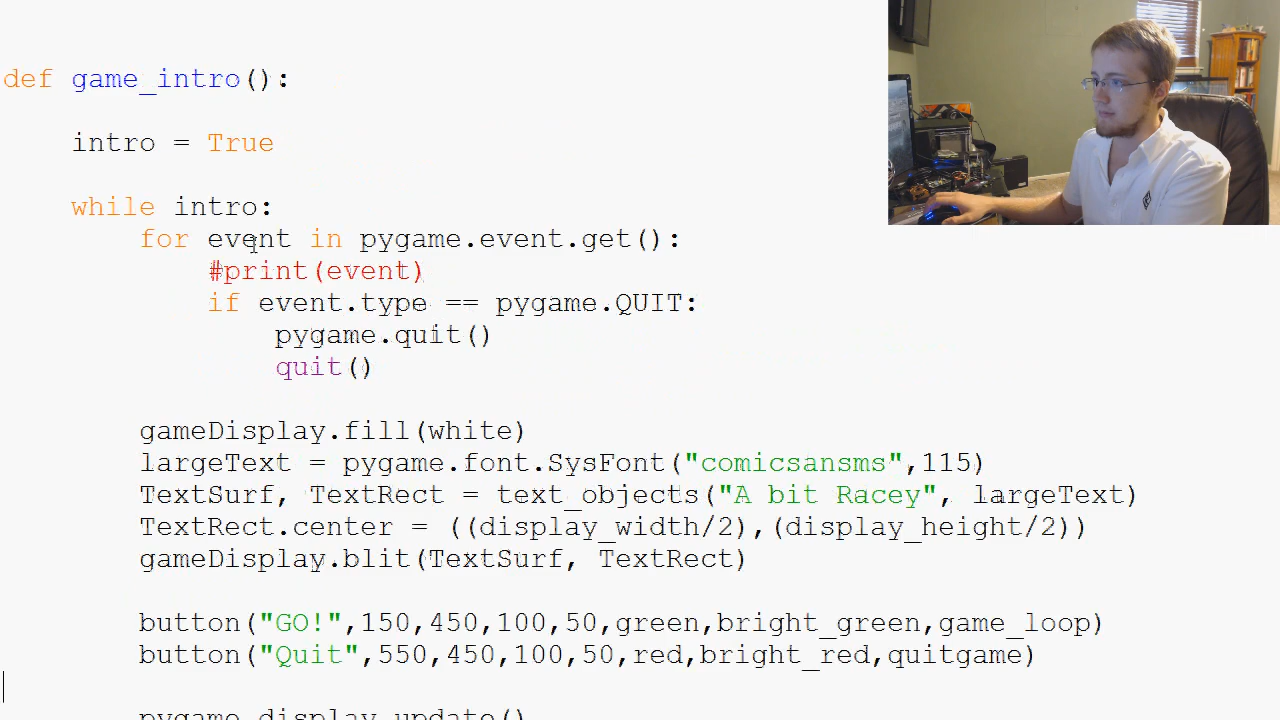 def game_intro():
intro = True
while intro:
for event in pygame.event.get():
#print(event)
if event.type == pygame.QUIT:
pygame.quit()
quit()
gameDisplay.fill(white)
largeText = pygame.font.SysFont("comicsansms",115)
TextSurf, TextRect = text_objects("A bit Racey", largeText)
TextRect.center = ((display_width/2),(display_height/2))
gameDisplay.blit(TextSurf, TextRect)
button("GO!",150,450,100,50,green,bright_green,game_loop)
button("Quit",550,450,100,50,red,bright_red,quitgame)
pygame.display.update()